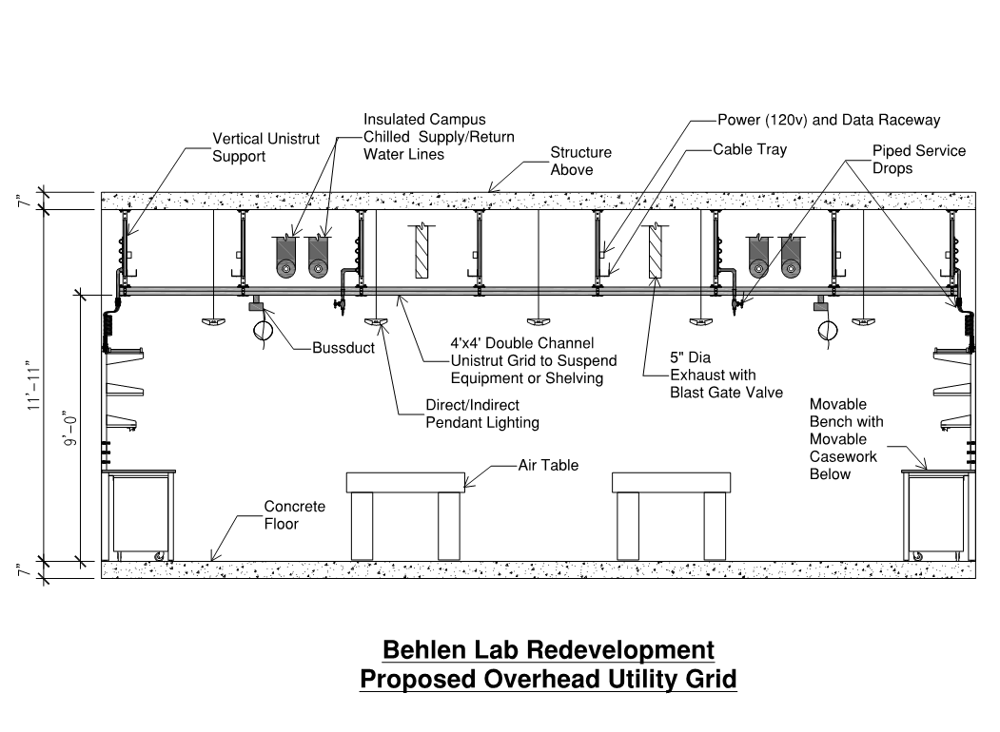 Insulated Campus
Chilled  Supply/Return
Water Lines
Power (120v) and Data Raceway
Vertical Unistrut
Support
Structure
Above
Cable Tray
Piped Service
Drops
7"
11'-11"
9'-0"
7"
Bussduct
4'x4' Double Channel
Unistrut Grid to Suspend
Equipment or Shelving
5" Dia
Exhaust with
Blast Gate Valve
Direct/Indirect
Pendant Lighting
Movable
Bench with
Movable
Casework
Below
Air Table
Concrete
Floor
Behlen Lab Redevelopment
Proposed Overhead Utility Grid